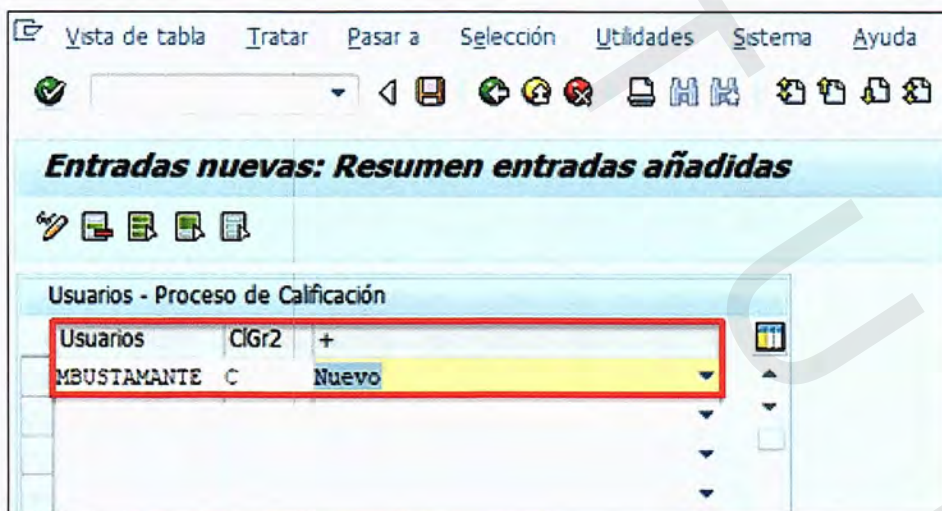 Vista de tabla Tratar Pasar a Selección Utilidades Sistema Ayuda
Entradas nuevas: Resumen entradas añadidas
Usuarios - Proceso de Calificación
Usuarios ClGr2 +
MBUSTAMANTE C Nuevo